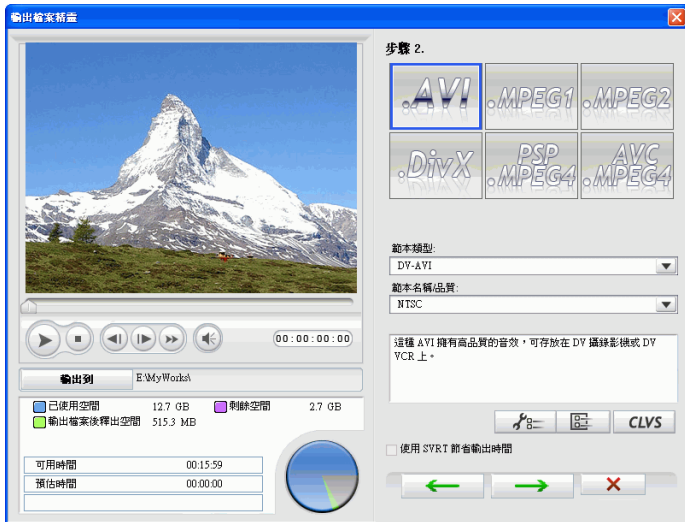 輸出檔案精靈
步驟 2.
.AVI
.MPEG1
.MPEG2
.DivX
PSP
.MPEG4
AVC
.MPEG4
範本類型:
DV-AVI
範本名稱/品質:
NTSC
這種 AVI 擁有高品質的音效，可存放在 DV 攝錄影機或 DV
VCR 上。
CLVS
使用 SVRT 節省輸出時間
00:00:00:00
輸出到
E:\MyWorks\
已使用空間 12.7 GB 剩餘空間 2.7 GB
輸出檔案後釋出空間 515.3 MB
可用時間 00:15:59
預估時間 00:00:00